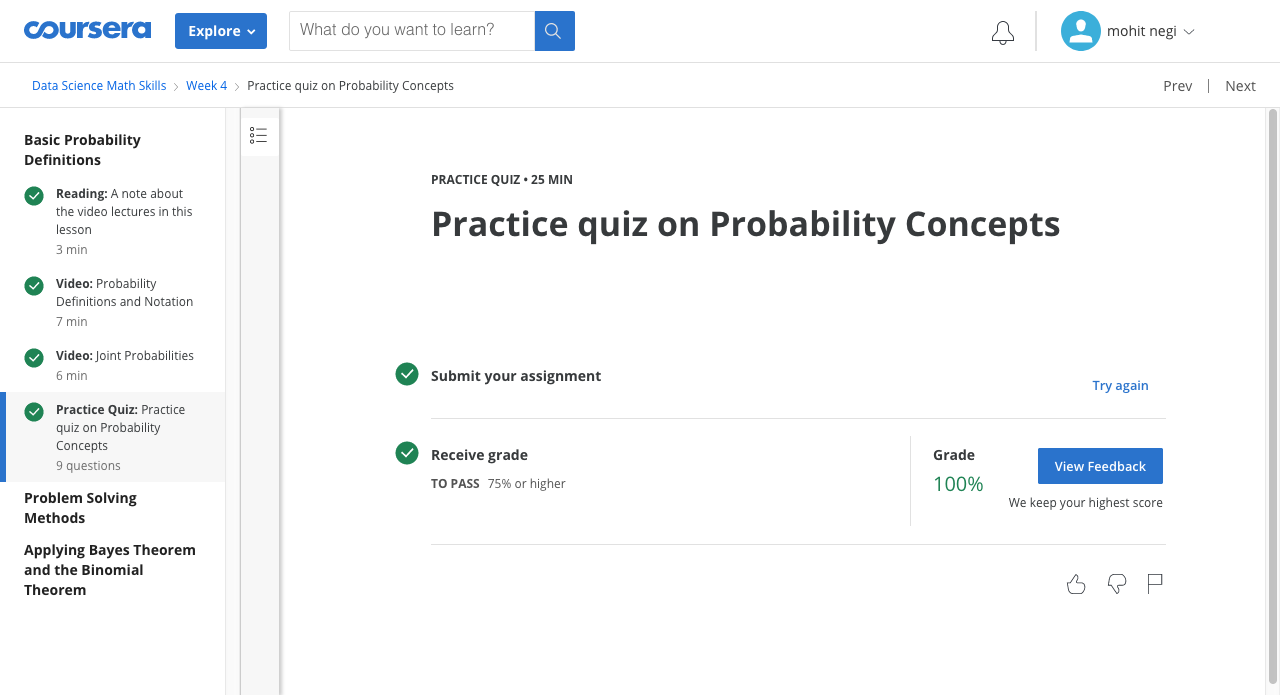 coursera
Explore
What do you want to learn?
mohit negi
Data Science Math Skills
Week 4
Practice quiz on Probability Concepts
Prev
Next
Basic Probability
Definitions
Reading: A note about
the video lectures in this
lesson
3 min
Video: Probability
Definitions and Notation
7 min
Video: Joint Probabilities
6 min
Practice Quiz: Practice
quiz on Probability
Concepts
9 questions
Problem Solving
Methods
Applying Bayes Theorem
and the Binomial
Theorem
PRACTICE QUIZ • 25 MIN
Practice quiz on Probability Concepts
Submit your assignment
Try again
Receive grade
TO PASS 75% or higher
Grade
100%
View Feedback
We keep your highest score